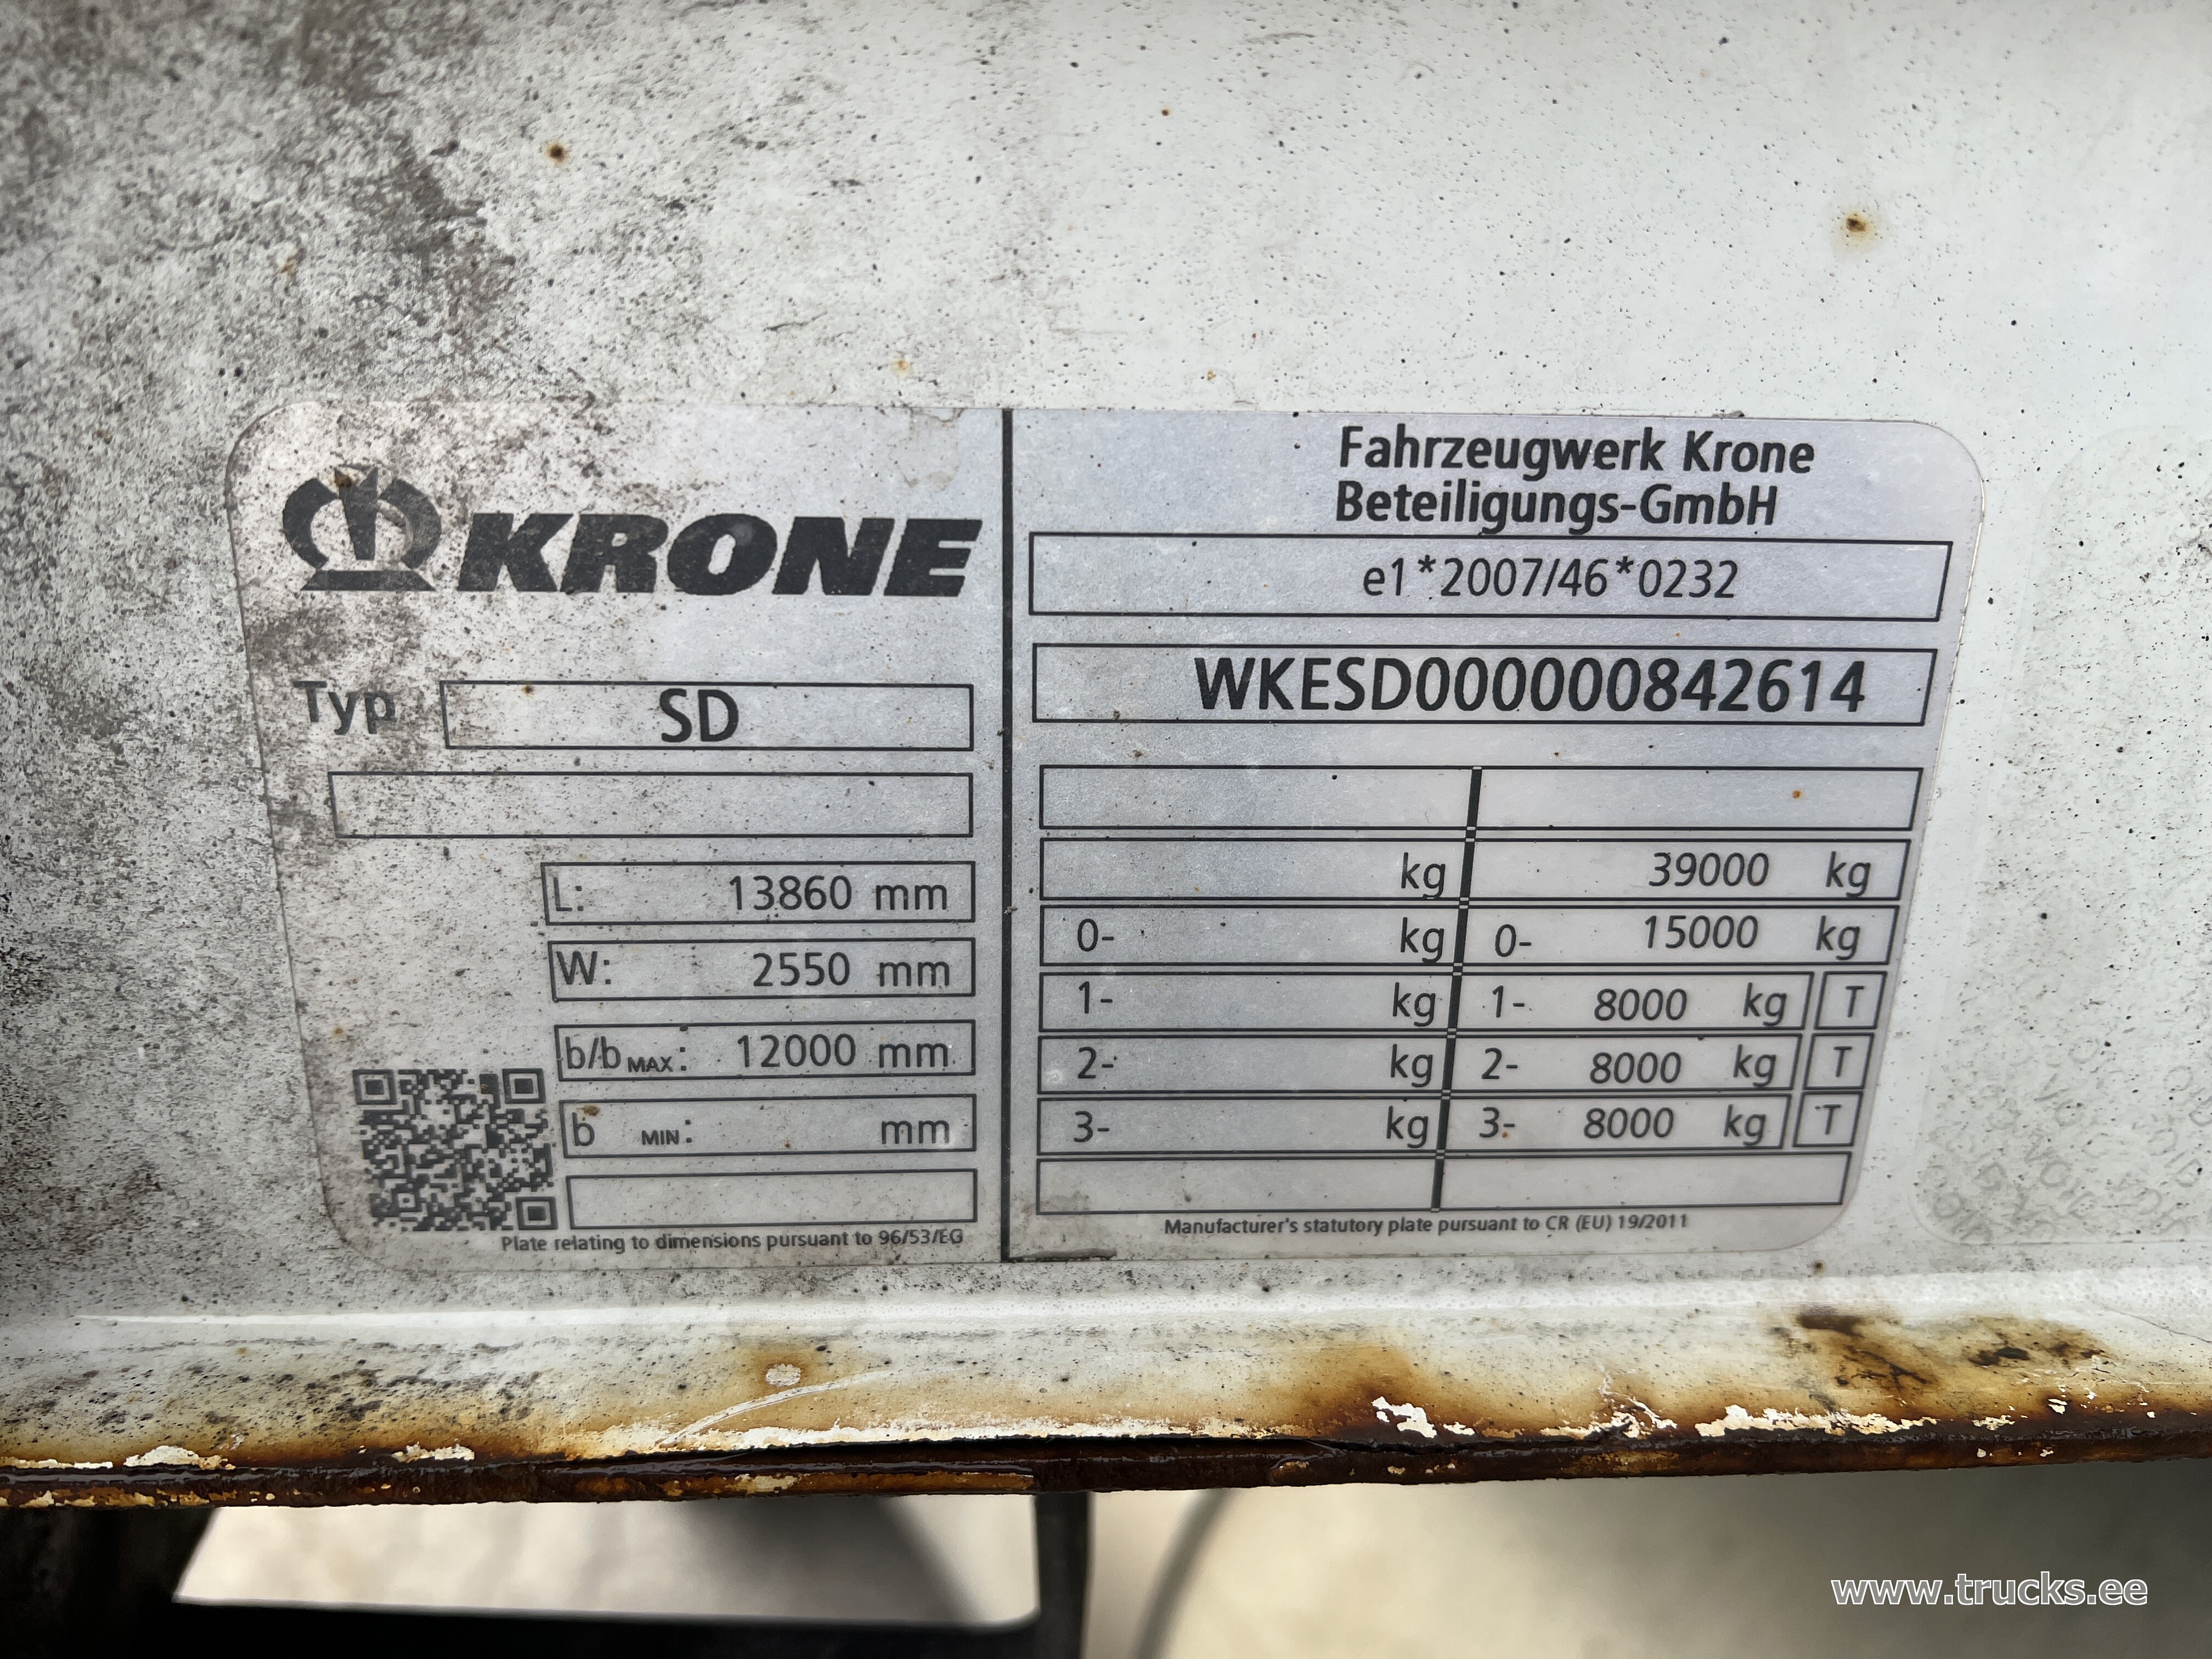 KRONE
Typ SD
L: 13860 mm
W: 2550 mm
b/b MAX: 12000 mm
b MIN: mm
Plate relating to dimensions pursuant to 96/53/EG
Fahrzeugwerk Krone
Beteiligungs-GmbH
e1*2007/46*0232
WKESD000000842614
kg 39000 kg
0- kg 0- 15000 kg
1- kg 1- 8000 kg T
2- kg 2- 8000 kg T
3- kg 3- 8000 kg T
Manufacturer's statutory plate pursuant to CR (EU) 19/2011
www.trucks.ee